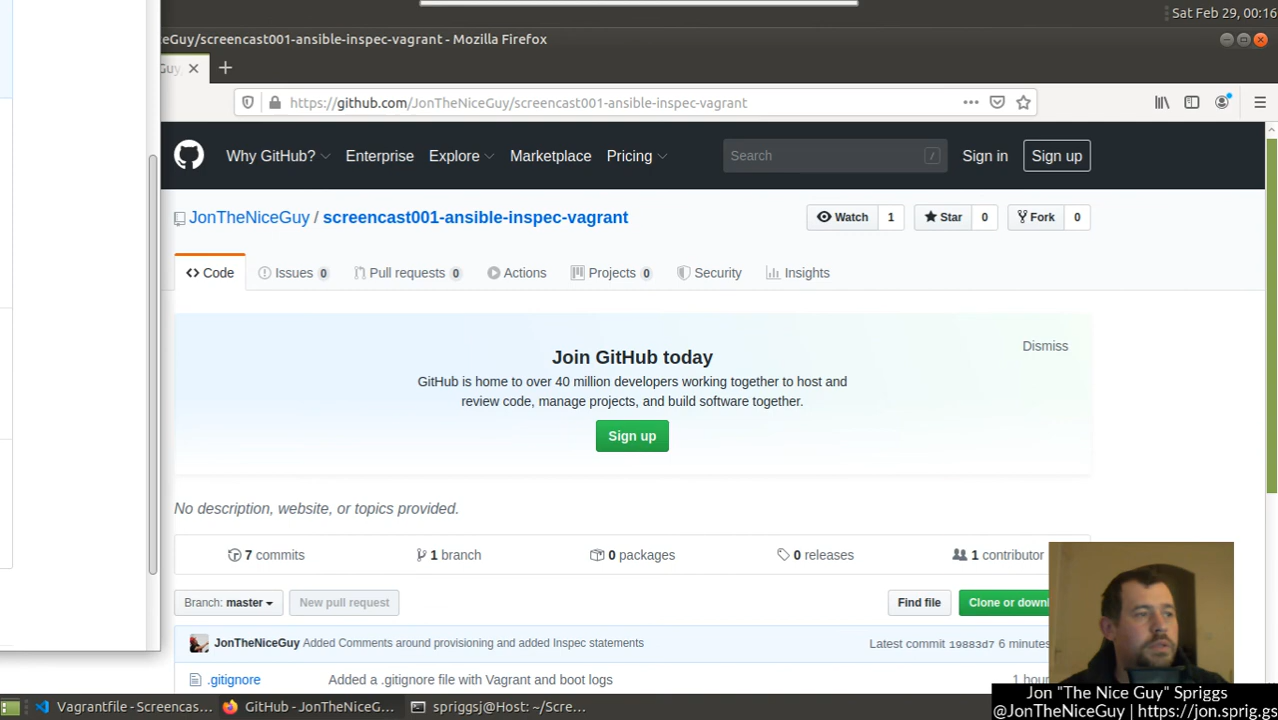 Sat Feb 29, 00:16
eGuy/screencast001-ansible-inspec-vagrant - Mozilla Firefox
Guy
https://github.com/JonTheNiceGuy/screencast001-ansible-inspec-vagrant
Why GitHub? Enterprise Explore Marketplace Pricing Search / Sign in Sign up
JonTheNiceGuy / screencast001-ansible-inspec-vagrant Watch 1 Star 0 Fork 0
Code Issues 0 Pull requests 0 Actions Projects 0 Security Insights
Join GitHub today
Dismiss
GitHub is home to over 40 million developers working together to host and
review code, manage projects, and build software together.
Sign up
No description, website, or topics provided.
7 commits 1 branch 0 packages 0 releases 1 contributor
Branch: master New pull request Find file Clone or downl
JonTheNiceGuy Added Comments around provisioning and added Inspec statements Latest commit 19883d7 6 minute
.gitignore Added a .gitignore file with Vagrant and boot logs 1 hour
Vagrantfile - Screencas... GitHub - JonTheNiceG... spriggsj@Host: ~/Scre...
Jon "The Nice Guy" Spriggs
@JonTheNiceGuy | https://jon.sprig.gs